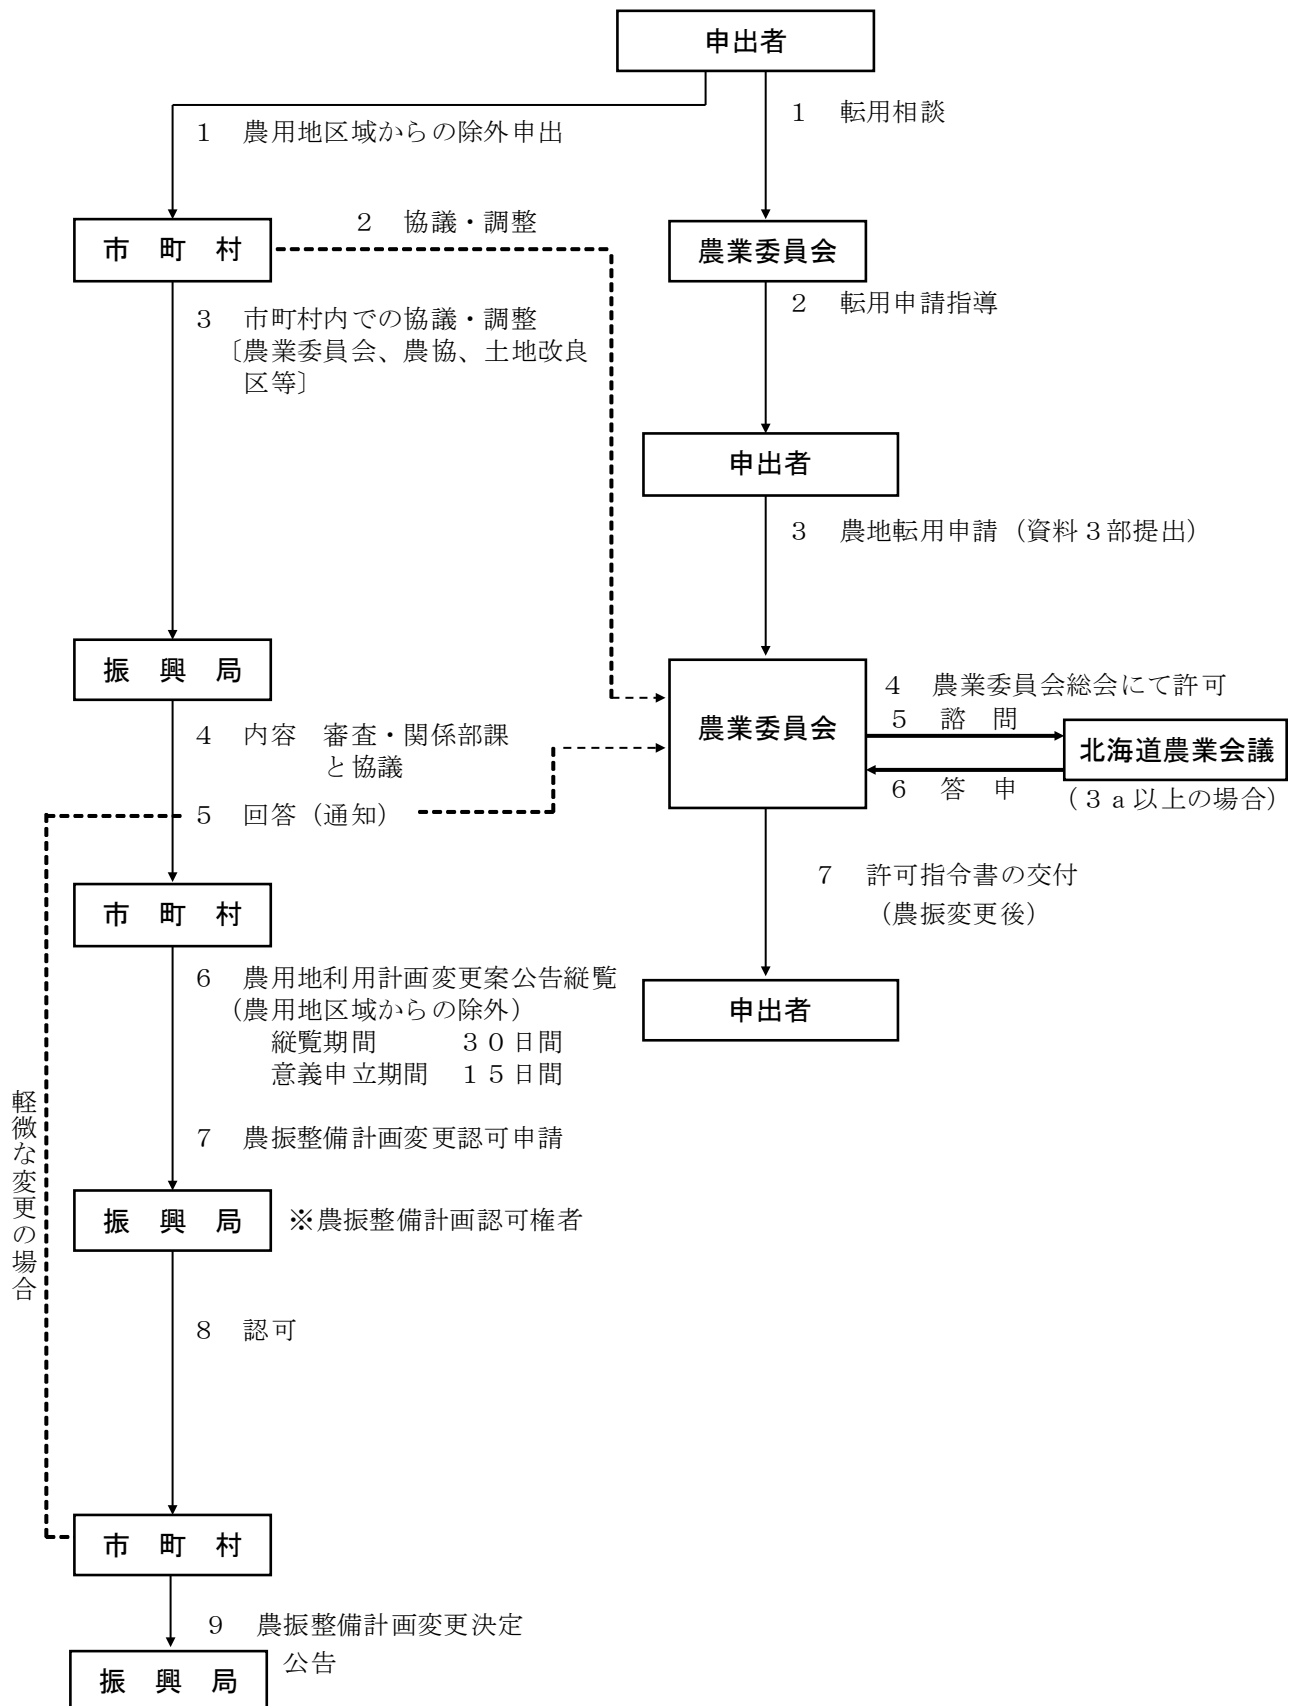 申出者
1　農用地区域からの除外申出
1　転用相談
市　町　村
2　協議・調整
農業委員会
2　転用申請指導
3　市町村内での協議・調整
〔農業委員会、農協、土地改良
区等〕
申出者
3　農地転用申請（資料３部提出）
振　興　局
農業委員会
4　農業委員会総会にて許可
5　諮　問
北海道農業会議
6　答　申
（３ａ以上の場合）
4　内容　審査・関係部課
と協議
5　回答（通知）
市　町　村
7　許可指令書の交付
（農振変更後）
申出者
6　農用地利用計画変更案公告縦覧
（農用地区域からの除外）
縦覧期間　　　３０日間
意義申立期間　１５日間
軽微な変更の場合
7　農振整備計画変更認可申請
振　興　局
※農振整備計画認可権者
8　認可
市　町　村
9　農振整備計画変更決定
公告
振　興　局